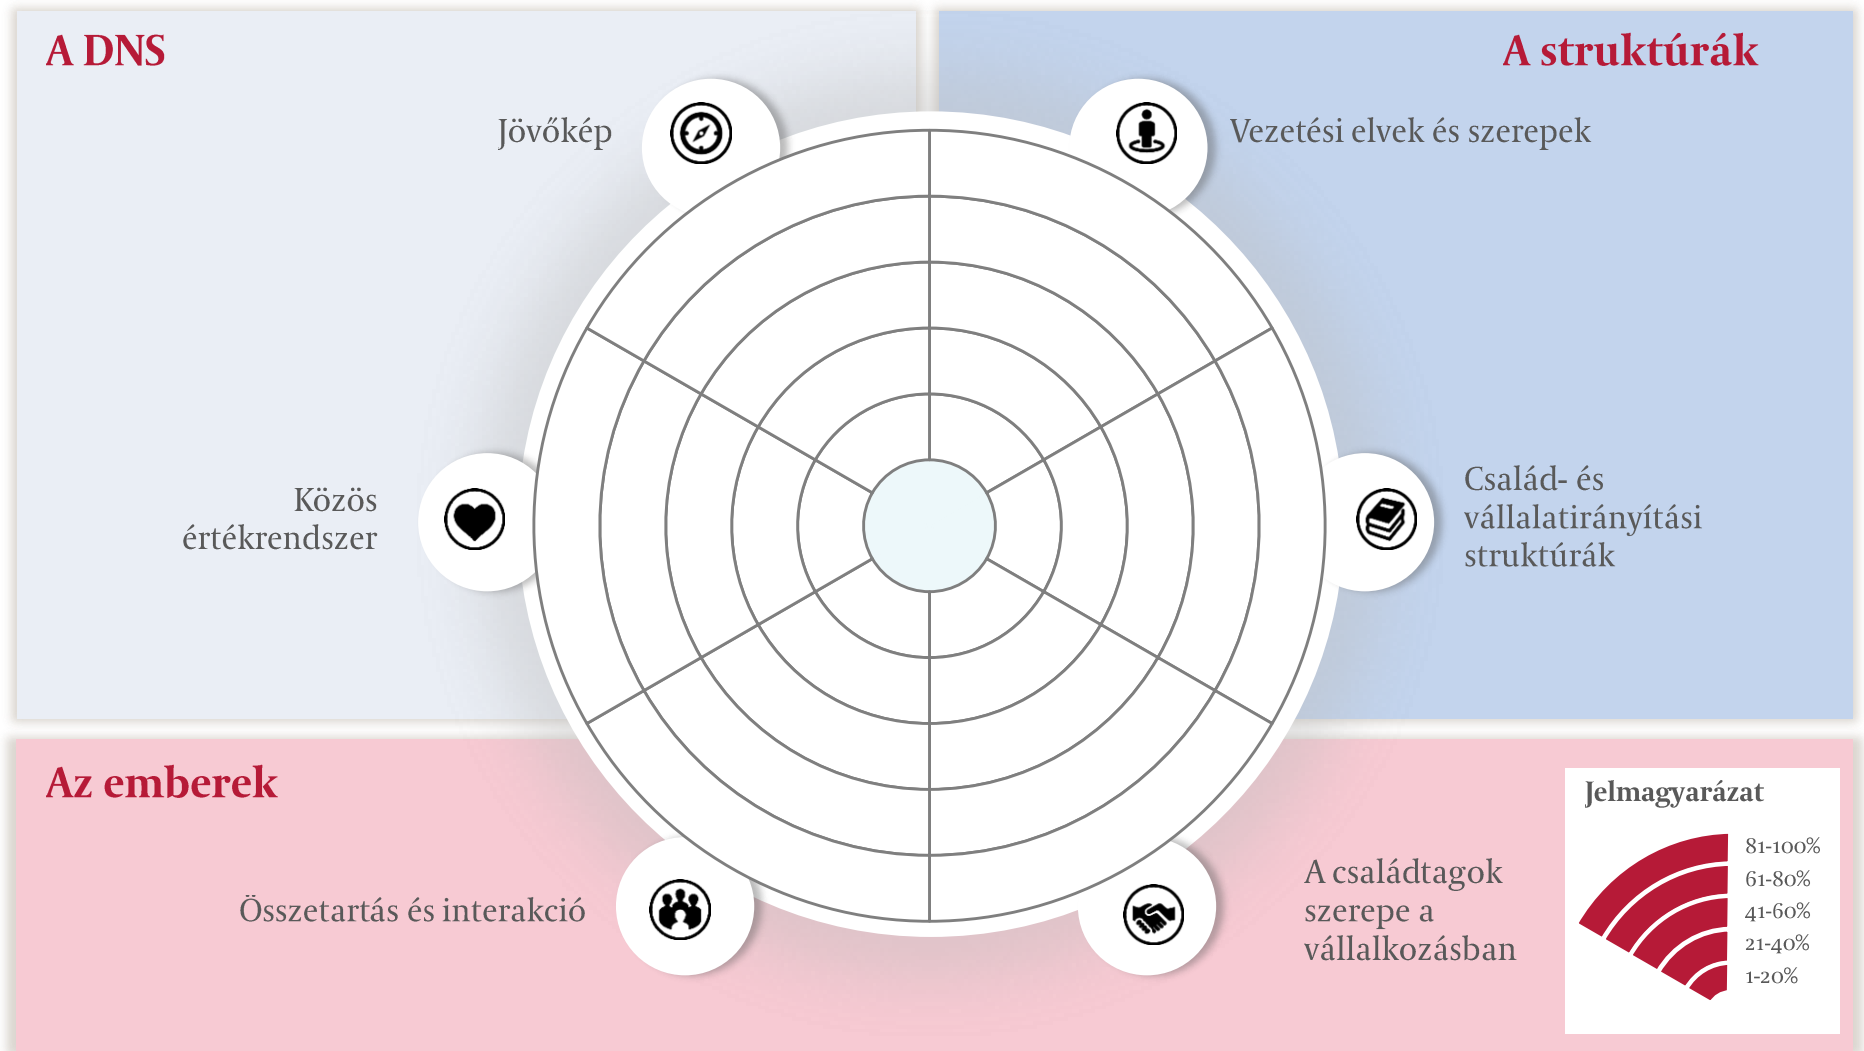 A DNS
A struktúrák
Jövőkép
Vezetési elvek és szerepek
Közös
értékrendszer
Család- és
vállalatirányítási
struktúrák
Az emberek
Összetartás és interakció
A családtagok
szerepe a
vállalkozásban
Jelmagyarázat
81-100%
61-80%
41-60%
21-40%
1-20%